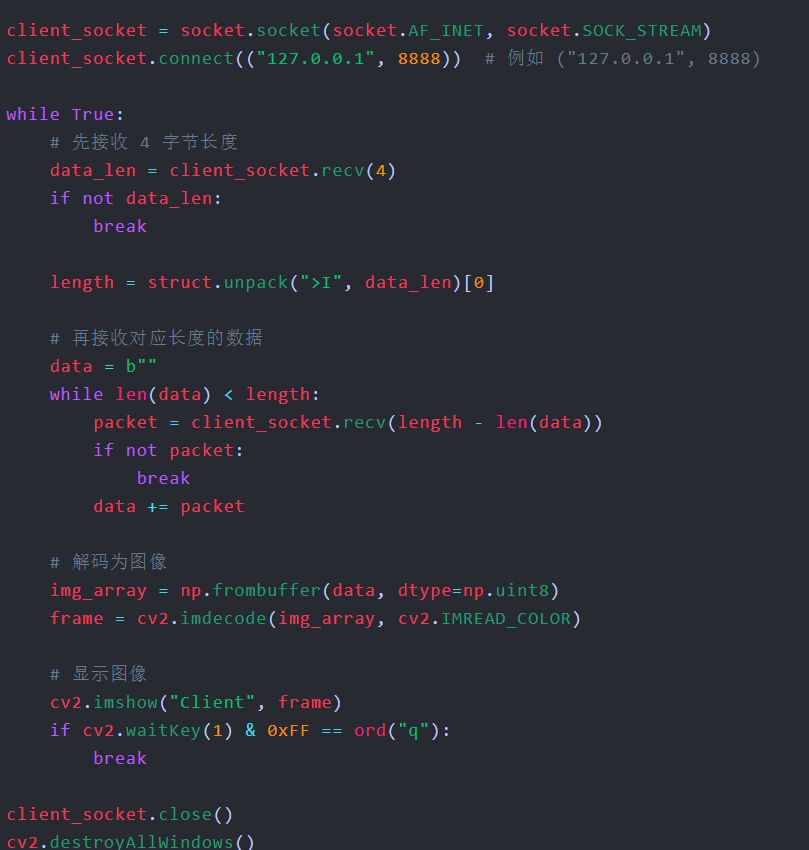 client_socket = socket.socket(socket.AF_INET, socket.SOCK_STREAM)
client_socket.connect(("127.0.0.1", 8888))  # 例如 ("127.0.0.1", 8888)

while True:
    # 先接收 4 字节长度
    data_len = client_socket.recv(4)
    if not data_len:
        break

    length = struct.unpack(">I", data_len)[0]

    # 再接收对应长度的数据
    data = b""
    while len(data) < length:
        packet = client_socket.recv(length - len(data))
        if not packet:
            break
        data += packet

    # 解码为图像
    img_array = np.frombuffer(data, dtype=np.uint8)
    frame = cv2.imdecode(img_array, cv2.IMREAD_COLOR)

    # 显示图像
    cv2.imshow("Client", frame)
    if cv2.waitKey(1) & 0xFF == ord("q"):
        break

client_socket.close()
cv2.destroyAllWindows()